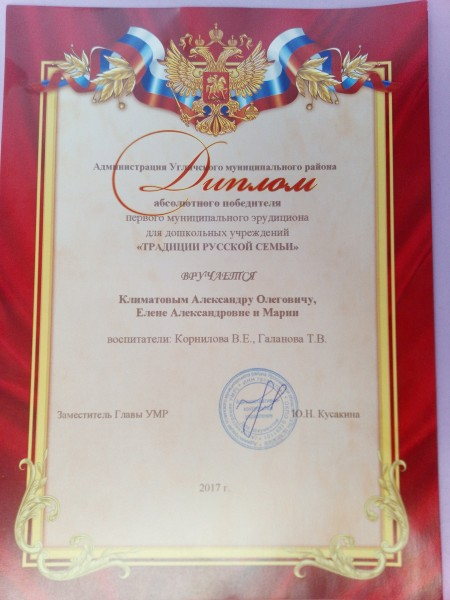 Администрация Угличского муниципального района
Диплом
абсолютного победителя
первого муниципального эрудициона
для дошкольных учреждений
«ТРАДИЦИИ РУССКОЙ СЕМЬИ»
ВРУЧАЕТСЯ
Климатовым Александру Олеговичу,
Елене Александровне и Марии
воспитатели: Корнилова В.Е., Галанова Т.В.
Заместитель Главы УМР Ю.Н. Кусакина
2017 г.